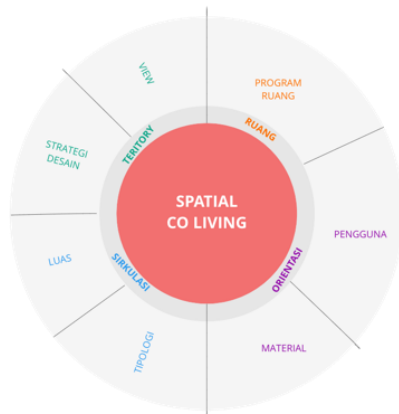 VIEW
PROGRAM
RUANG
TERITORY
RUANG
STRATEGI
DESAIN
SPATIAL
CO LIVING
PENGGUNA
LUAS
SIRKULASI
ORIENTASI
TIPOLOGI
MATERIAL